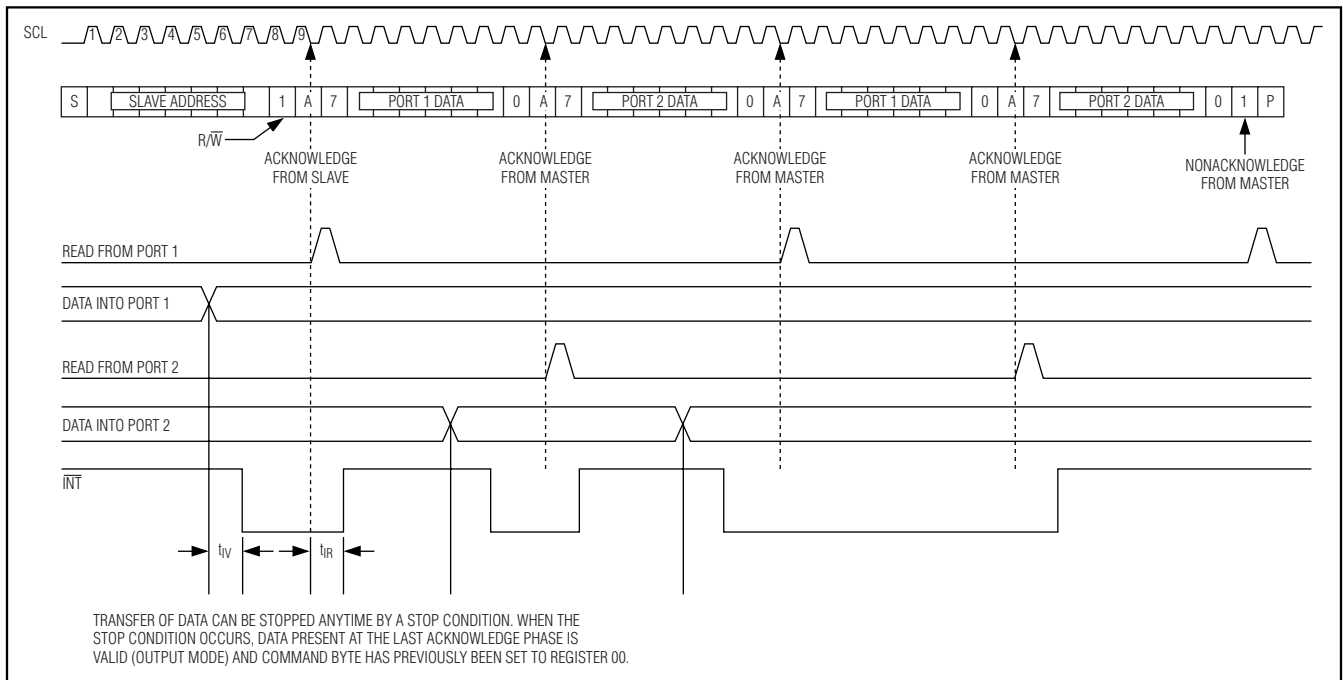 SCL 1 2 3 4 5 6 7 8 9
S SLAVE ADDRESS 1 A 7 PORT 1 DATA 0 A 7 PORT 2 DATA 0 A 7 PORT 1 DATA 0 A 7 PORT 2 DATA 0 1 P
R/W̅
ACKNOWLEDGE
FROM SLAVE
ACKNOWLEDGE
FROM MASTER
ACKNOWLEDGE
FROM MASTER
ACKNOWLEDGE
FROM MASTER
NONACKNOWLEDGE
FROM MASTER
READ FROM PORT 1
DATA INTO PORT 1
READ FROM PORT 2
DATA INTO PORT 2
I̅N̅T̅
tIV tIR
TRANSFER OF DATA CAN BE STOPPED ANYTIME BY A STOP CONDITION. WHEN THE
STOP CONDITION OCCURS, DATA PRESENT AT THE LAST ACKNOWLEDGE PHASE IS
VALID (OUTPUT MODE) AND COMMAND BYTE HAS PREVIOUSLY BEEN SET TO REGISTER 00.